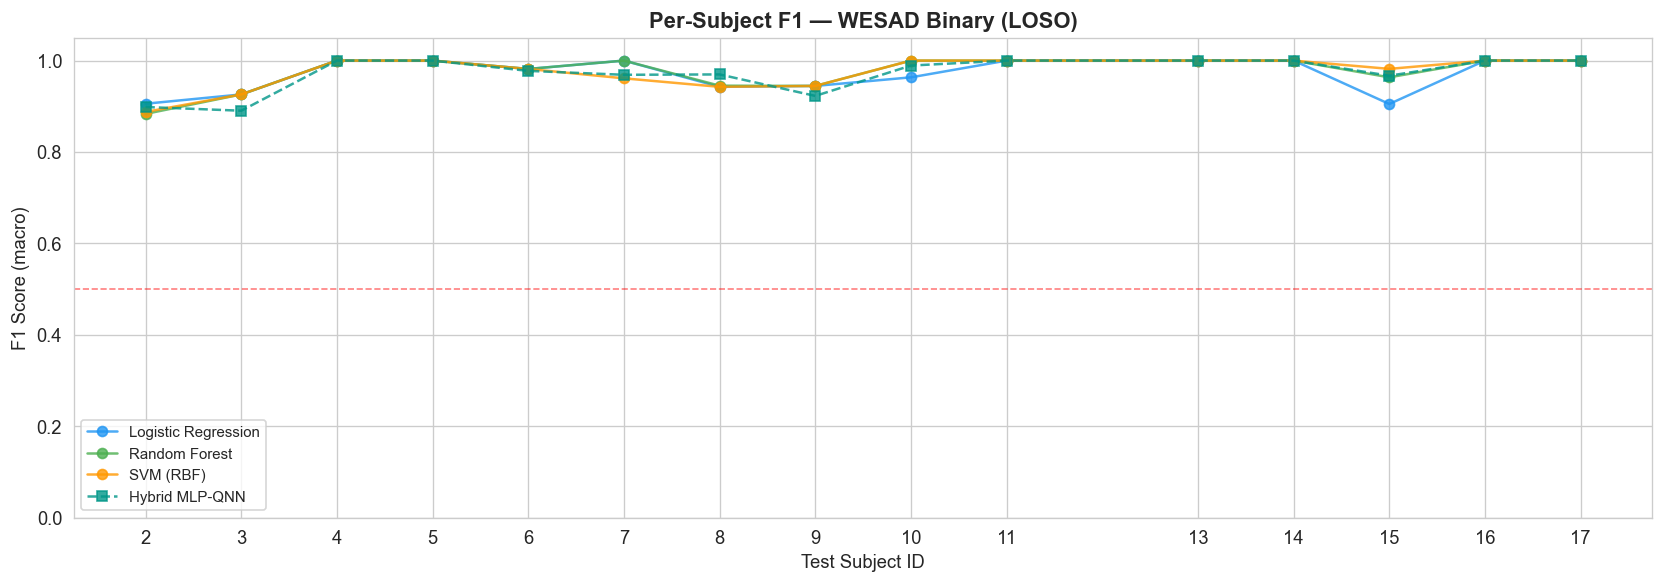 Per-Subject F1 — WESAD Binary (LOSO)
F1 Score (macro)
1.0
0.8
0.6
0.4
0.2
0.0
Logistic Regression
Random Forest
SVM (RBF)
Hybrid MLP-QNN
2 3 4 5 6 7 8 9 10 11 13 14 15 16 17
Test Subject ID